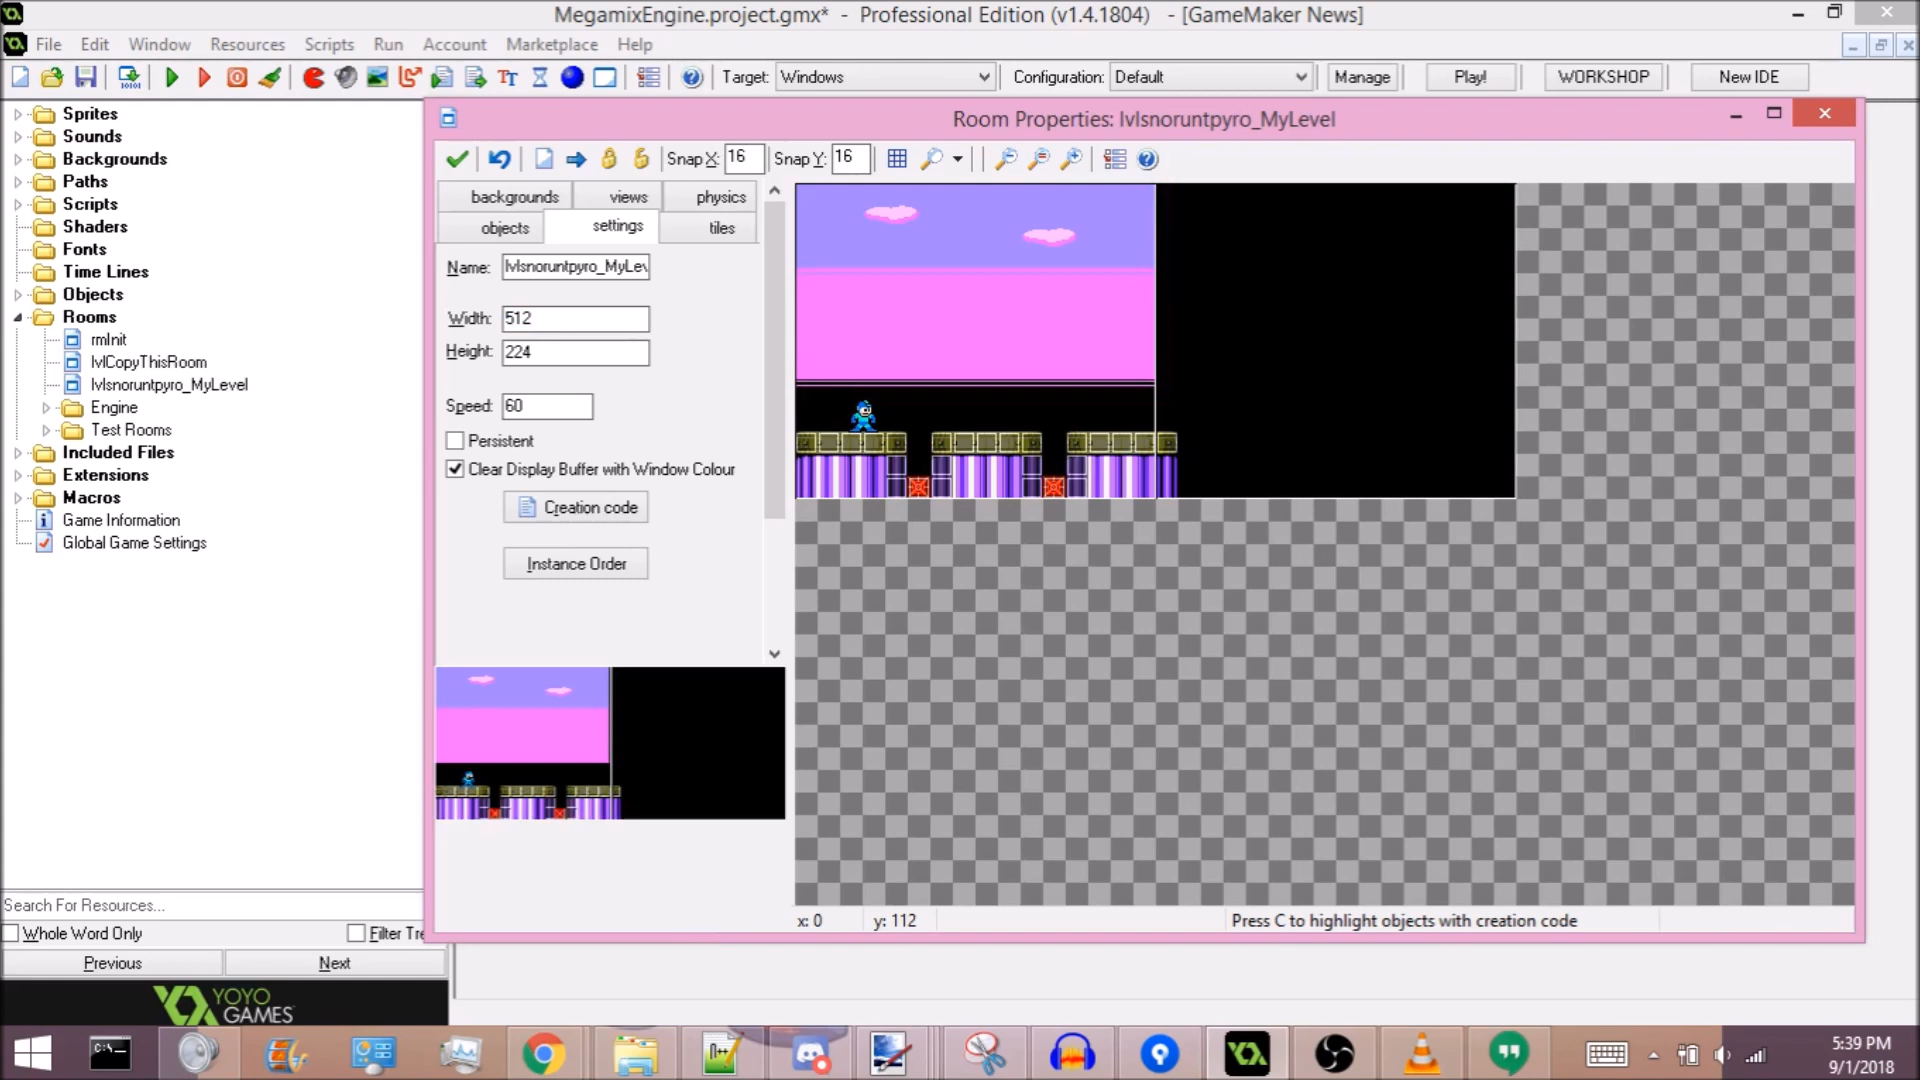 MegamixEngine.project.gmx* - Professional Edition (v1.4.1804) - [GameMaker News]
File Edit Window Resources Scripts Run Account Marketplace Help
Target: Windows Configuration: Default Manage Play! WORKSHOP New IDE
Sprites
Sounds
Backgrounds
Paths
Scripts
Shaders
Fonts
Time Lines
Objects
Rooms
rmInit
lvlCopyThisRoom
lvlsnoruntpyro_MyLevel
Engine
Test Rooms
Included Files
Extensions
Macros
Game Information
Global Game Settings
Search For Resources...
Whole Word Only Filter Tre
Previous Next
YOYO
GAMES™
Room Properties: lvlsnoruntpyro_MyLevel
Snap X: 16 Snap Y: 16
backgrounds views physics
objects settings tiles
Name: lvlsnoruntpyro_MyLev
Width: 512
Height: 224
Speed: 60
Persistent
Clear Display Buffer with Window Colour
Creation code
Instance Order
x: 0 y: 112 Press C to highlight objects with creation code
C:\_
5:39 PM
9/1/2018